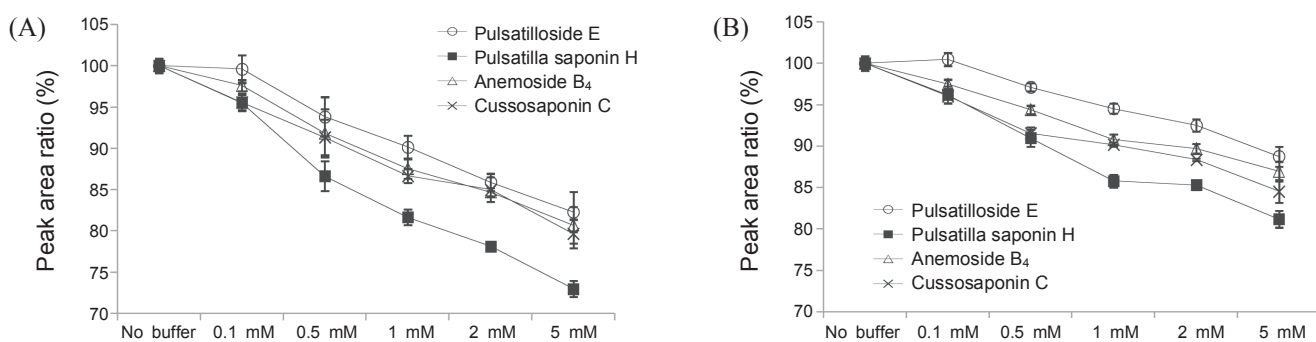 (A)
Peak area ratio (%)
105
100
95
90
85
80
75
70
No buffer 0.1 mM 0.5 mM 1 mM 2 mM 5 mM
Pulsatilloside E
Pulsatilla saponin H
Anemoside B₄
Cussosaponin C
(B)
Peak area ratio (%)
105
100
95
90
85
80
75
70
No buffer 0.1 mM 0.5 mM 1 mM 2 mM 5 mM
Pulsatilloside E
Pulsatilla saponin H
Anemoside B₄
Cussosaponin C